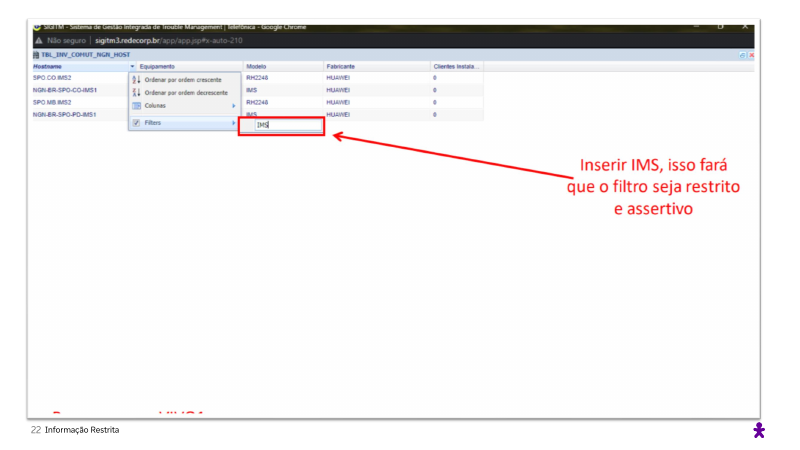 SIGITM - Sistema de Gestão Integrada de Trouble Management | Telefônica - Google Chrome
Não seguro | sigitm3.redecorp.br/app/app.jsp#x-auto-210
TBL_INV_COHUT_NGN_HOST
Hostname Equipamento Modelo Fabricante Clientes Instala...
SPO.CO.IMS2 RH2248 HUAWEI 0
NGN-BR-SPO-CO-IMS1 IMS HUAWEI 0
SPO.MB.IMS2 RH2248 HUAWEI 0
NGN-BR-SPO-PD-IMS1 IMS HUAWEI 0
Ordenar por ordem crescente
Ordenar por ordem decrescente
Colunas
Filters
IMS
Inserir IMS, isso fará
que o filtro seja restrito
e assertivo
22 Informação Restrita